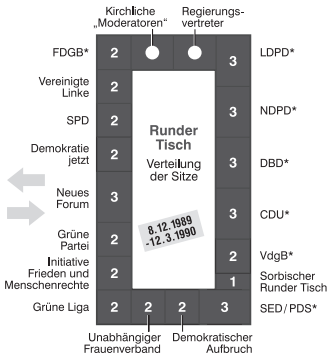 Kirchliche
„Moderatoren“
Regierungs-
vertreter
FDGB*
2
3
LDPD*
Vereinigte
Linke
2
SPD
2
3
NDPD*
Runder
Tisch
Verteilung
der Sitze
Demokratie
jetzt
2
3
DBD*
Neues
Forum
3
3
CDU*
8.12.1989
-12.3.1990
Grüne
Partei
2
2
VdgB*
Initiative
Frieden und
Menschenrechte
2
1
Sorbischer
Runder Tisch
Grüne Liga
2
2
2
3
SED/PDS*
Unabhängiger
Frauenverband
Demokratischer
Aufbruch